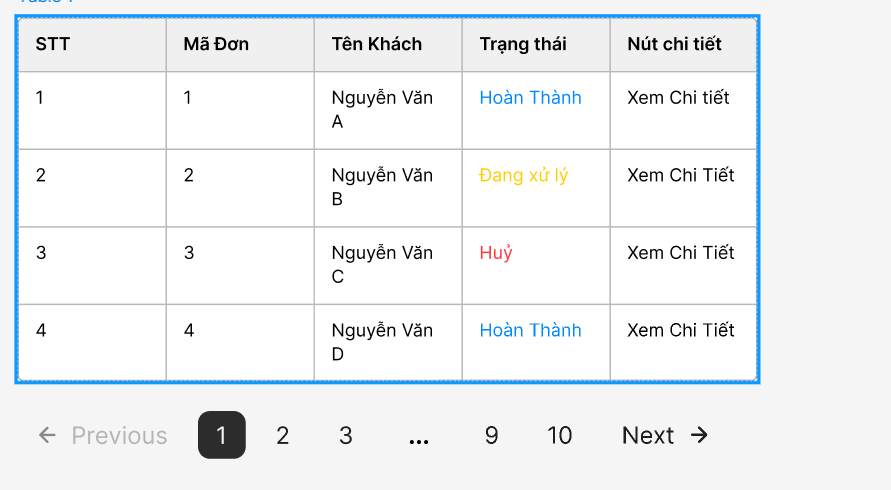 STT Mã Đơn Tên Khách Trạng thái Nút chi tiết
1 1 Nguyễn Văn A Hoàn Thành Xem Chi tiết
2 2 Nguyễn Văn B Đang xử lý Xem Chi Tiết
3 3 Nguyễn Văn C Huỷ Xem Chi Tiết
4 4 Nguyễn Văn D Hoàn Thành Xem Chi Tiết
← Previous 1 2 3 ... 9 10 Next →